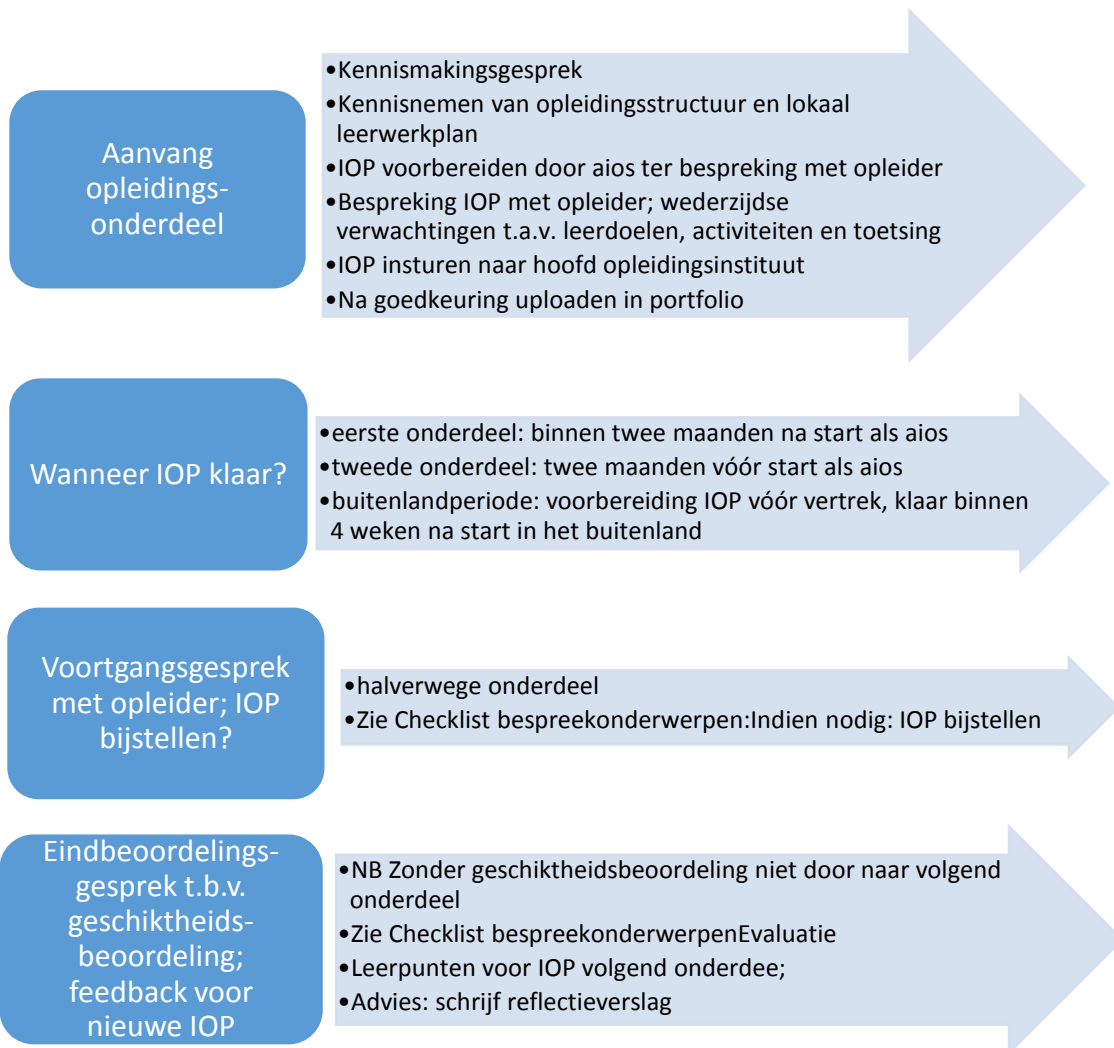 Aanvang
opleidings-
onderdeel
•Kennismakingsgesprek
•Kennisnemen van opleidingsstructuur en lokaal
leerwerkplan
•IOP voorbereiden door aios ter bespreking met opleider
•Bespreking IOP met opleider; wederzijdse
verwachtingen t.a.v. leerdoelen, activiteiten en toetsing
•IOP insturen naar hoofd opleidingsinstituut
•Na goedkeuring uploaden in portfolio
Wanneer IOP klaar?
•eerste onderdeel: binnen twee maanden na start als aios
•tweede onderdeel: twee maanden vóór start als aios
•buitenlandperiode: voorbereiding IOP vóór vertrek, klaar binnen
4 weken na start in het buitenland
Voortgangsgesprek
met opleider; IOP
bijstellen?
•halverwege onderdeel
•Zie Checklist bespreekonderwerpen:Indien nodig: IOP bijstellen
Eindbeoordelings-
gesprek t.b.v.
geschiktheids-
beoordeling;
feedback voor
nieuwe IOP
•NB Zonder geschiktheidsbeoordeling niet door naar volgend
onderdeel
•Zie Checklist bespreekonderwerpenEvaluatie
•Leerpunten voor IOP volgend onderdee;
•Advies: schrijf reflectieverslag